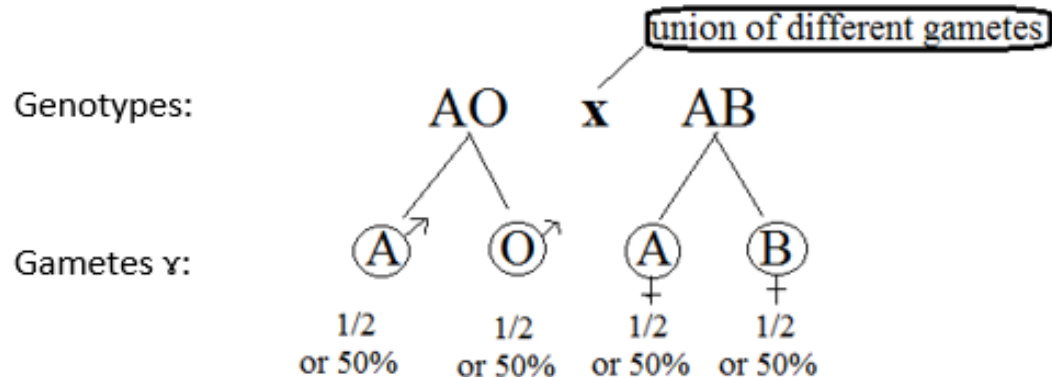 union of different gametes
Genotypes: AO x AB
Gametes ɤ: A O A B
1/2 1/2 1/2 1/2
or 50% or 50% or 50% or 50%